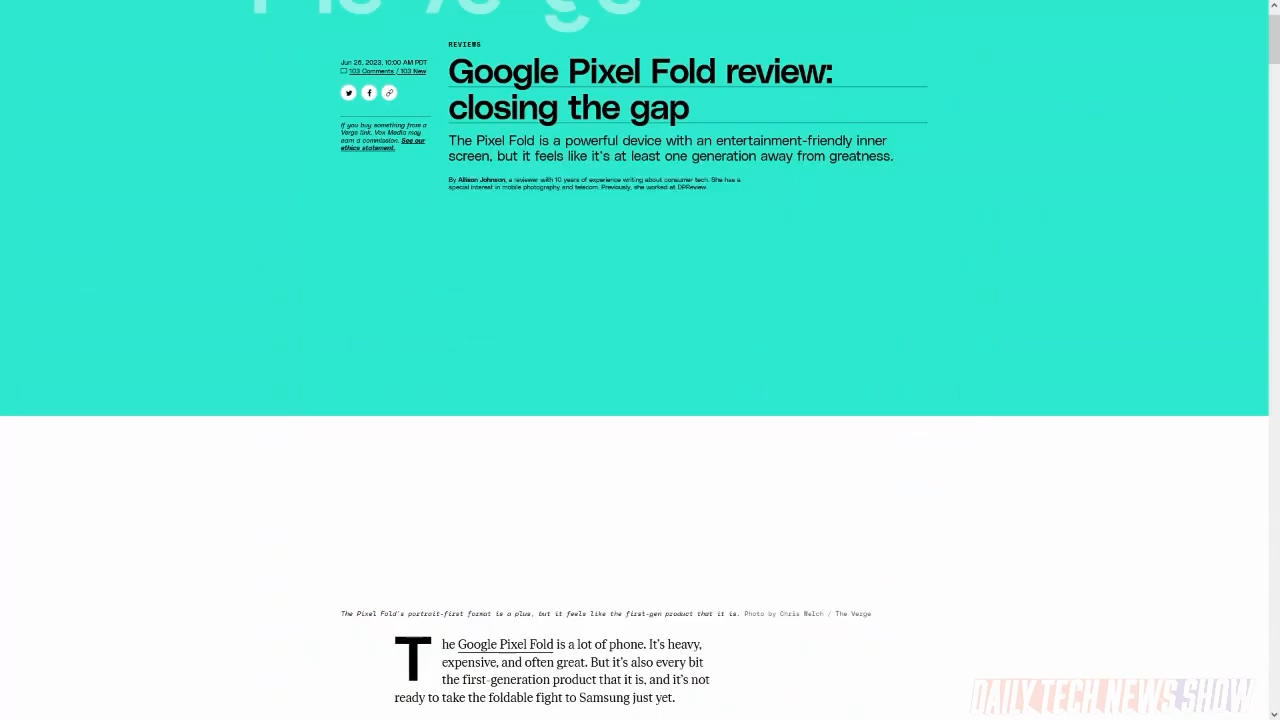 The Verge
REVIEWS
Jun 26, 2023, 10:00 AM PDT
103 Comments / 103 New
Google Pixel Fold review:
closing the gap
If you buy something from a
Verge link, Vox Media may
earn a commission. See our
ethics statement.
The Pixel Fold is a powerful device with an entertainment-friendly inner
screen, but it feels like it's at least one generation away from greatness.
By Allison Johnson, a reviewer with 10 years of experience writing about consumer tech. She has a
special interest in mobile photography and telecom. Previously, she worked at DPReview.
The Pixel Fold's portrait-first format is a plus, but it feels like the first-gen product that it is. Photo by Chris Welch / The Verge
The Google Pixel Fold is a lot of phone. It's heavy,
expensive, and often great. But it's also every bit
the first-generation product that it is, and it's not
ready to take the foldable fight to Samsung just yet.
DAILY TECH NEWS SHOW